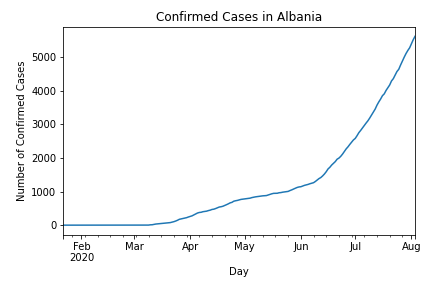 Confirmed Cases in Albania
Number of Confirmed Cases
5000
4000
3000
2000
1000
0
Feb Mar Apr May Jun Jul Aug
2020
Day